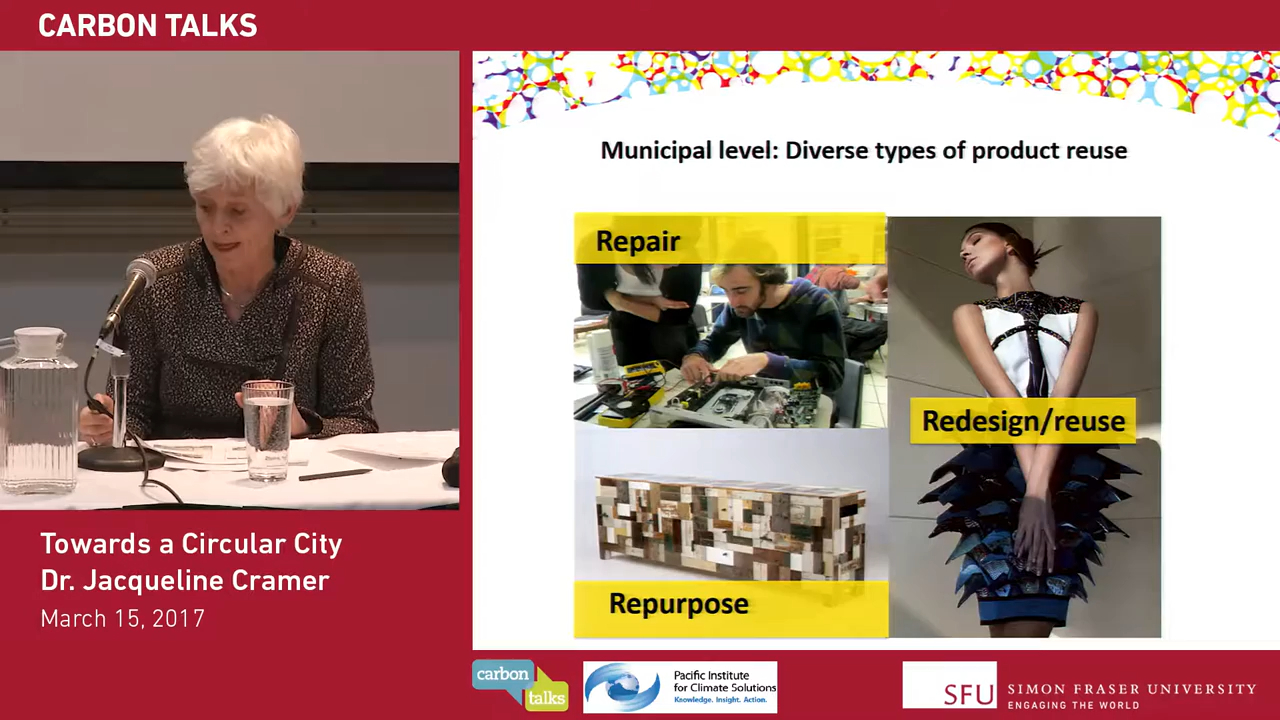 CARBON TALKS
Municipal level: Diverse types of product reuse
Repair
Redesign/reuse
Repurpose
Towards a Circular City
Dr. Jacqueline Cramer
March 15, 2017
carbon
talks
Pacific Institute
for Climate Solutions
Knowledge. Insight. Action.
SFU
SIMON FRASER UNIVERSITY
ENGAGING THE WORLD